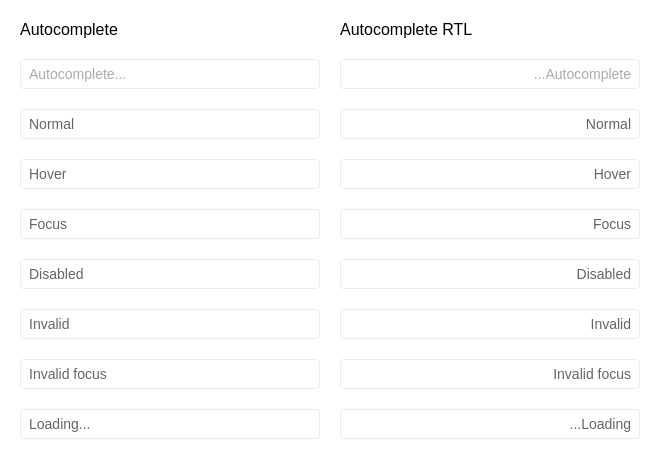 Autocomplete
Autocomplete...
Normal
Hover
Focus
Disabled
Invalid
Invalid focus
Loading...
Autocomplete RTL
...Autocomplete
Normal
Hover
Focus
Disabled
Invalid
Invalid focus
...Loading